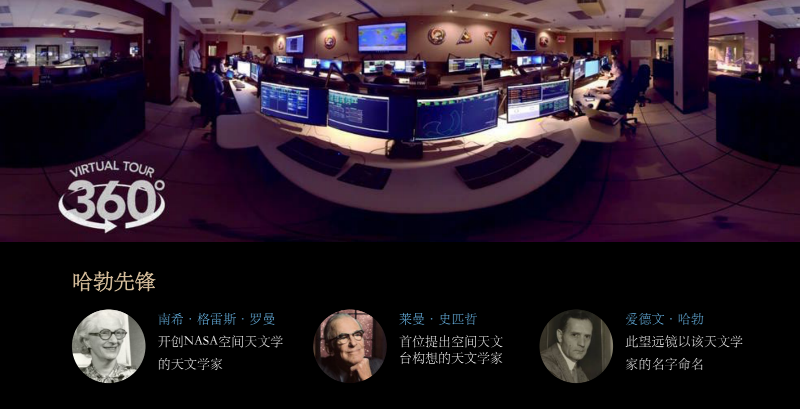 VIRTUAL TOUR
360°
哈勃先锋
南希·格雷斯·罗曼
开创NASA空间天文学
的天文学家
莱曼·史匹哲
首位提出空间天文
台构想的天文学家
爱德文·哈勃
此望远镜以该天文学
家的名字命名